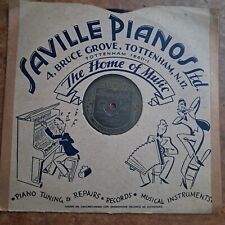 SAVILLE PIANOS Ltd
4, BRUCE GROVE, TOTTENHAM, N.17.
TOTTENHAM
The Home of Music
• PIANO TUNING & REPAIRS • RECORDS • MUSICAL INSTRUMENTS •